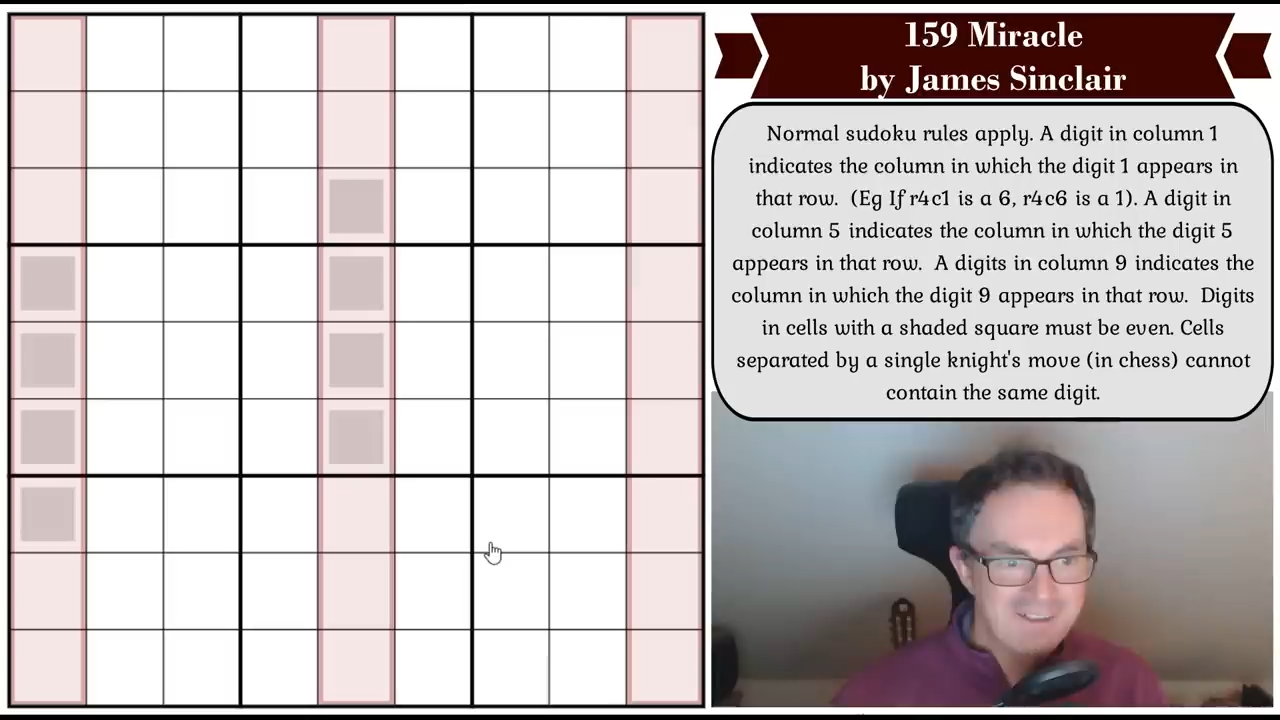 159 Miracle
by James Sinclair
Normal sudoku rules apply. A digit in column 1
indicates the column in which the digit 1 appears in
that row. (Eg If r4c1 is a 6, r4c6 is a 1). A digit in
column 5 indicates the column in which the digit 5
appears in that row. A digits in column 9 indicates the
column in which the digit 9 appears in that row. Digits
in cells with a shaded square must be even. Cells
separated by a single knight's move (in chess) cannot
contain the same digit.